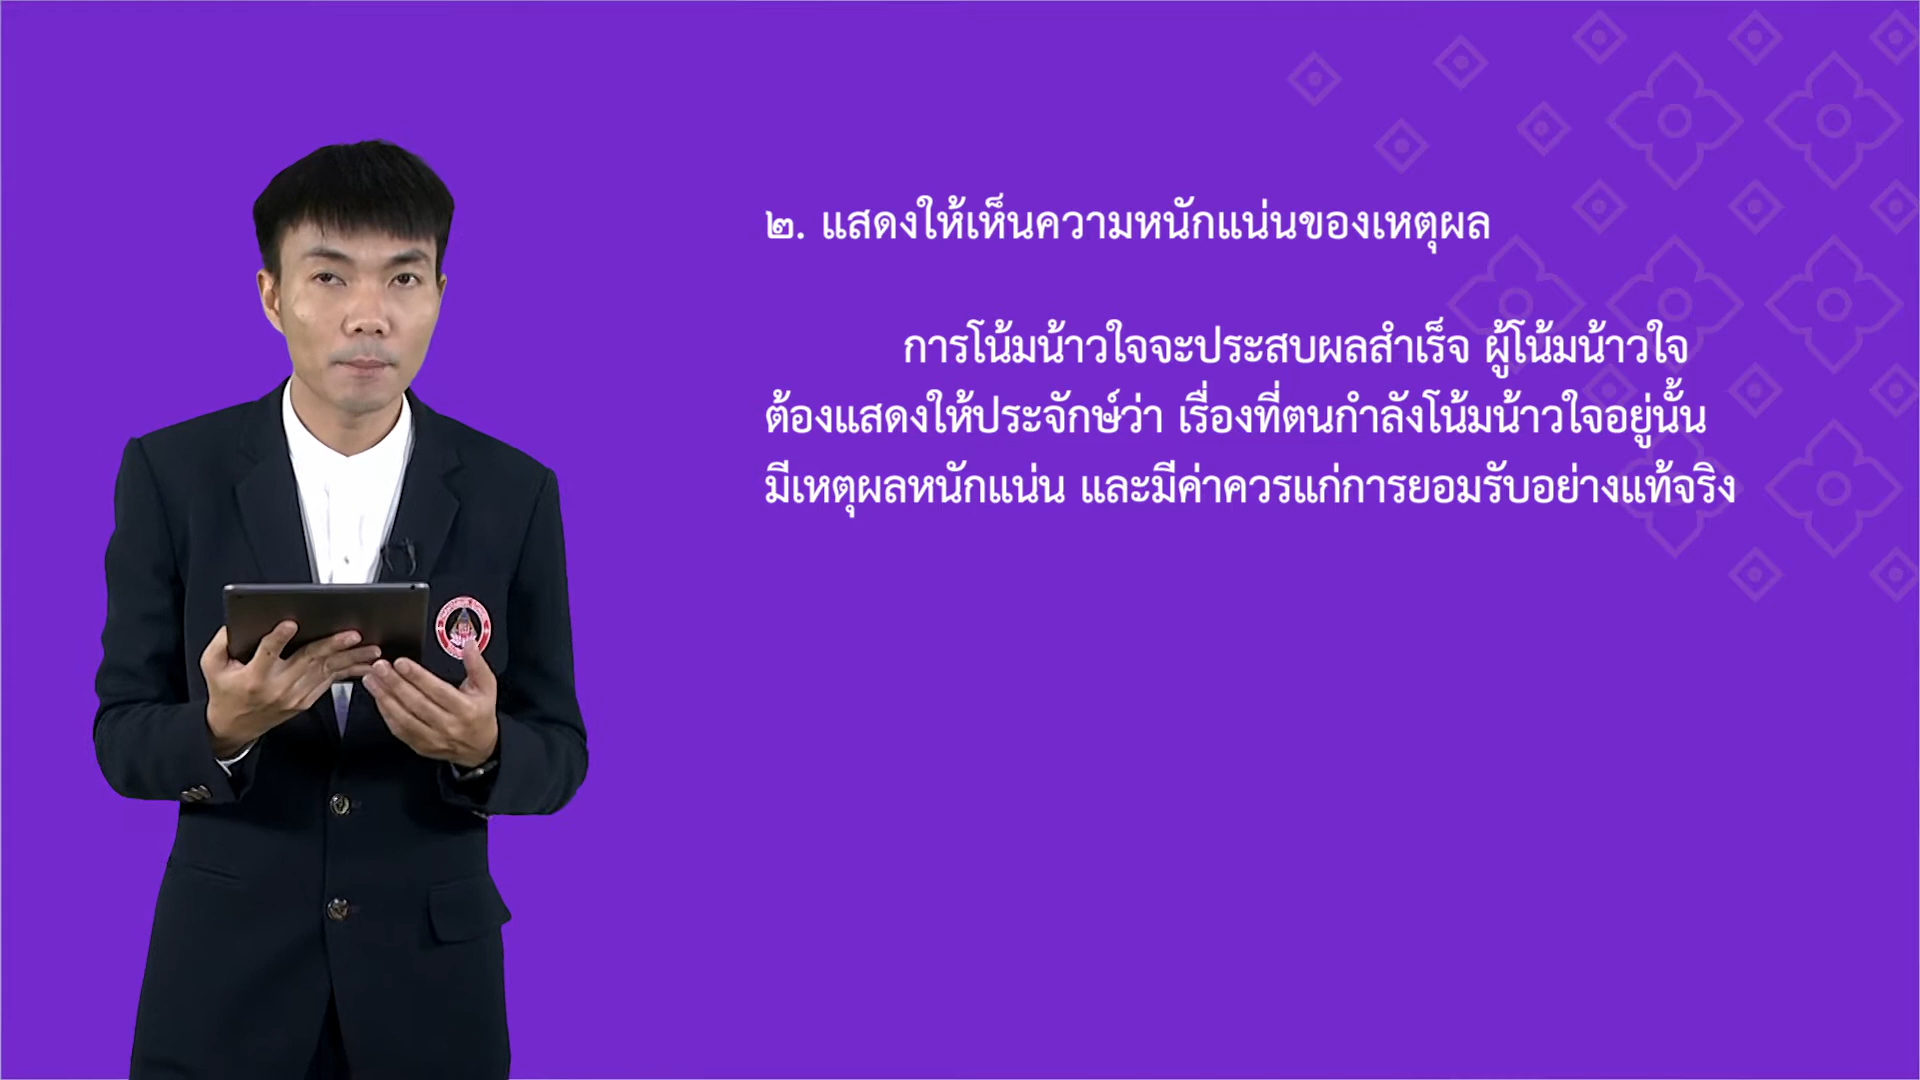 ๒. แสดงให้เห็นความหนักแน่นของเหตุผล
การโน้มน้าวใจจะประสบผลสำเร็จ ผู้โน้มน้าวใจ
ต้องแสดงให้ประจักษ์ว่า เรื่องที่ตนกำลังโน้มน้าวใจอยู่นั้น
มีเหตุผลหนักแน่น และมีค่าควรแก่การยอมรับอย่างแท้จริง